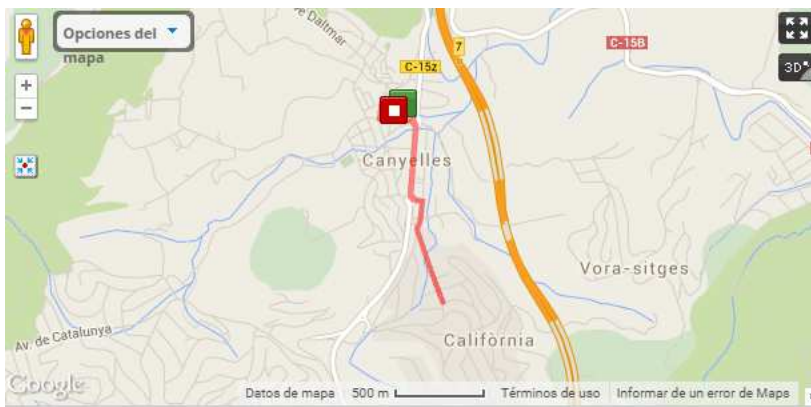 Opciones del
mapa
de Daltmar
7
C-15B
C-15z
3D
Canyelles
Vora-sitges
Av. de Catalunya
Califòrnia
Google
Datos de mapa 500 m Términos de uso Informar de un error de Maps